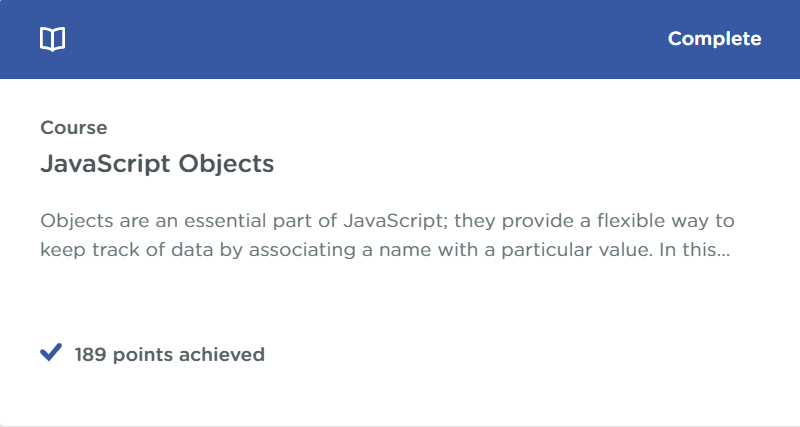 Complete
Course
JavaScript Objects
Objects are an essential part of JavaScript; they provide a flexible way to
keep track of data by associating a name with a particular value. In this...
189 points achieved